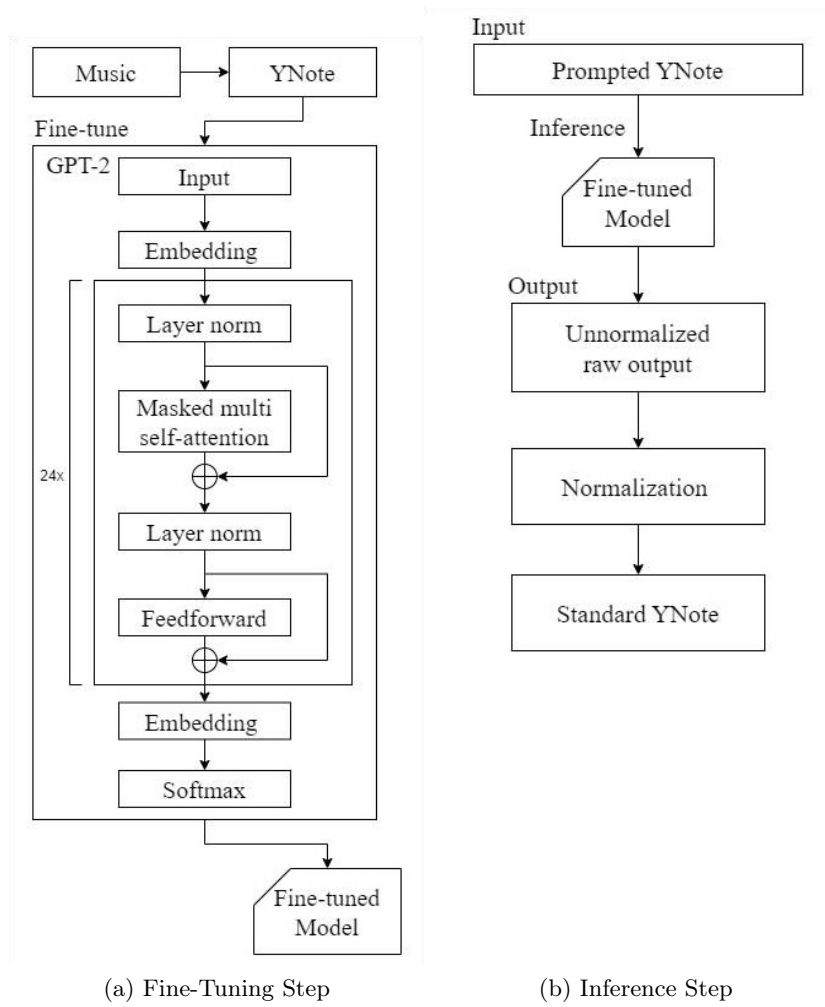 Music
YNote
Fine-tune
GPT-2
Input
Embedding
Layer norm
Masked multi
self-attention
24x
Layer norm
Feedforward
Embedding
Softmax
Fine-tuned
Model
(a) Fine-Tuning Step
Input
Prompted YNote
Inference
Fine-tuned
Model
Output
Unnormalized
raw output
Normalization
Standard YNote
(b) Inference Step